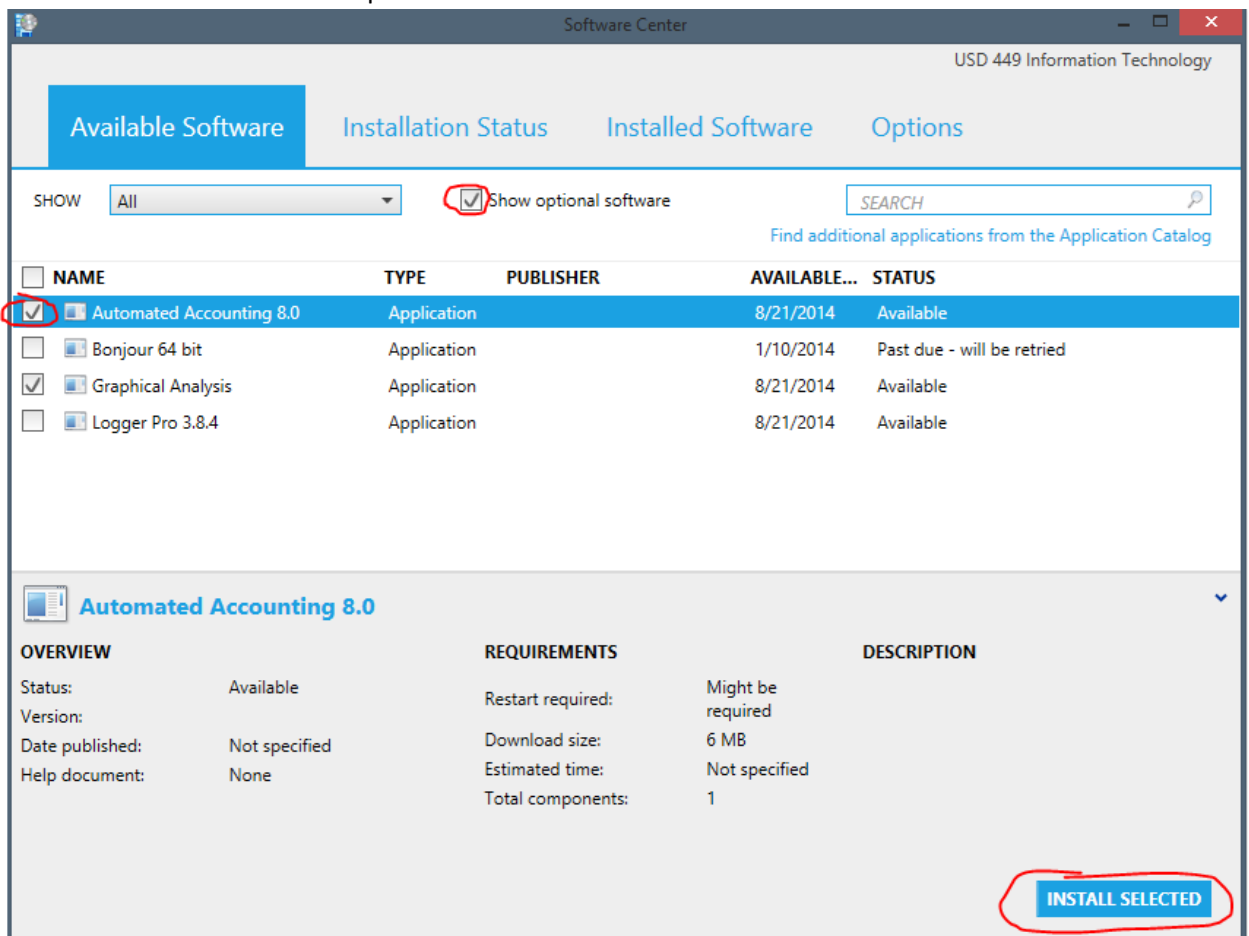 Software Center
USD 449 Information Technology
Available Software Installation Status Installed Software Options
SHOW All Show optional software SEARCH
Find additional applications from the Application Catalog
NAME TYPE PUBLISHER AVAILABLE... STATUS
Automated Accounting 8.0 Application 8/21/2014 Available
Bonjour 64 bit Application 1/10/2014 Past due - will be retried
Graphical Analysis Application 8/21/2014 Available
Logger Pro 3.8.4 Application 8/21/2014 Available
Automated Accounting 8.0
OVERVIEW REQUIREMENTS DESCRIPTION
Status: Available
Version:
Date published: Not specified
Help document: None
Restart required: Might be
required
Download size: 6 MB
Estimated time: Not specified
Total components: 1
INSTALL SELECTED